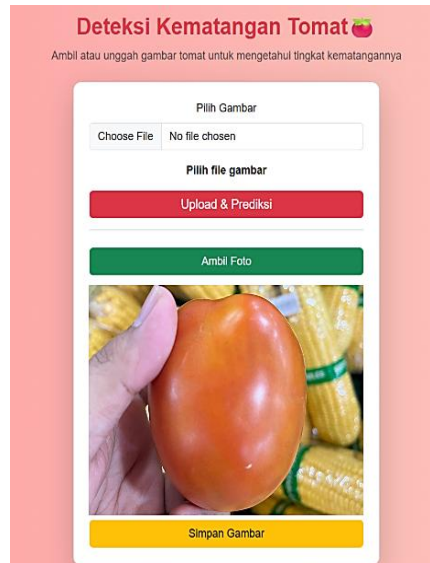 Deteksi Kematangan Tomat
Ambil atau unggah gambar tomat untuk mengetahui tingkat kematangannya
Pilih Gambar
Choose File No file chosen
Pilih file gambar
Upload & Prediksi
Ambil Foto
Simpan Gambar